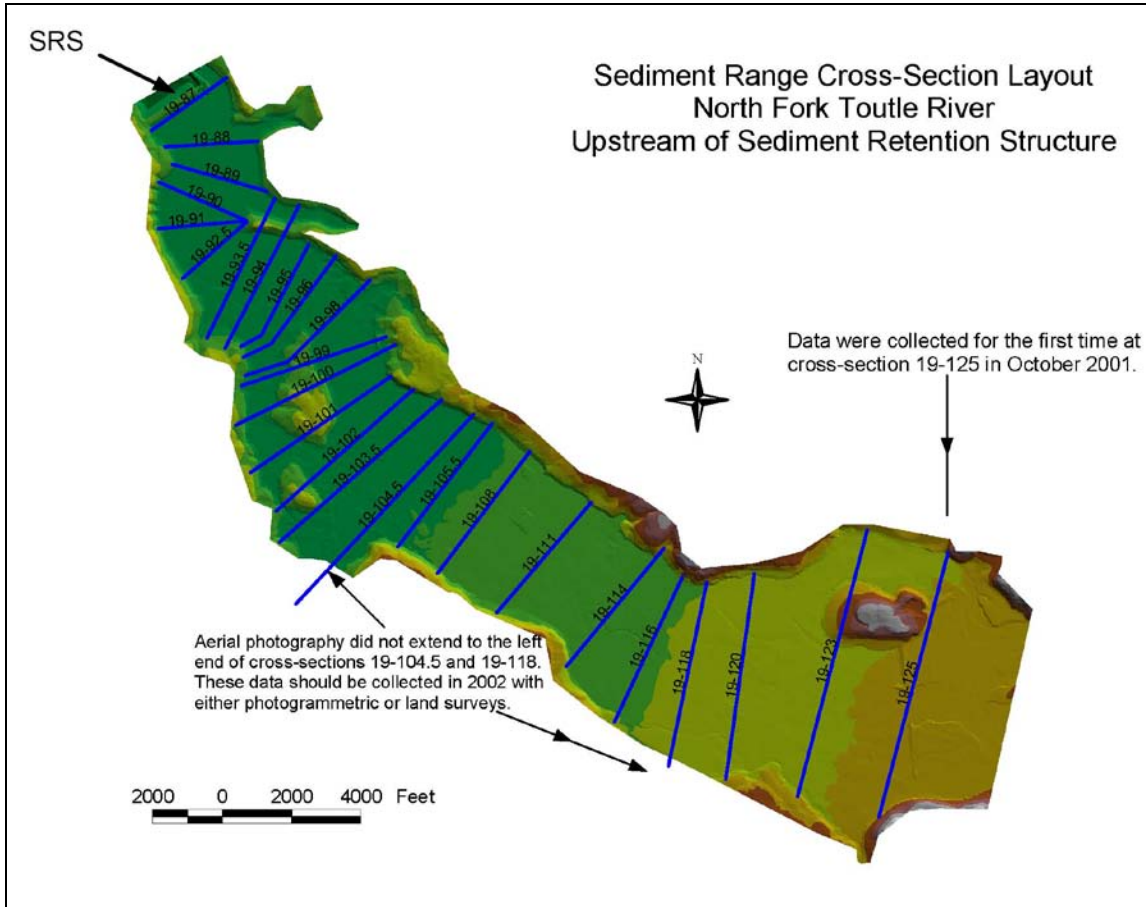 SRS
Sediment Range Cross-Section Layout
North Fork Toutle River
Upstream of Sediment Retention Structure
19-87
19-88
19-89
19-90
19-91
19-92.5
19-93.5
19-94
19-95
19-96
19-98
19-99
19-100
19-101
19-102
19-103.5
19-104.5
19-105.5
19-108
19-111
19-114
19-116
19-118
19-120
19-123
19-125
N
Data were collected for the first time at
cross-section 19-125 in October 2001.
Aerial photography did not extend to the left
end of cross-sections 19-104.5 and 19-118.
These data should be collected in 2002 with
either photogrammetric or land surveys.
2000 0 2000 4000 Feet